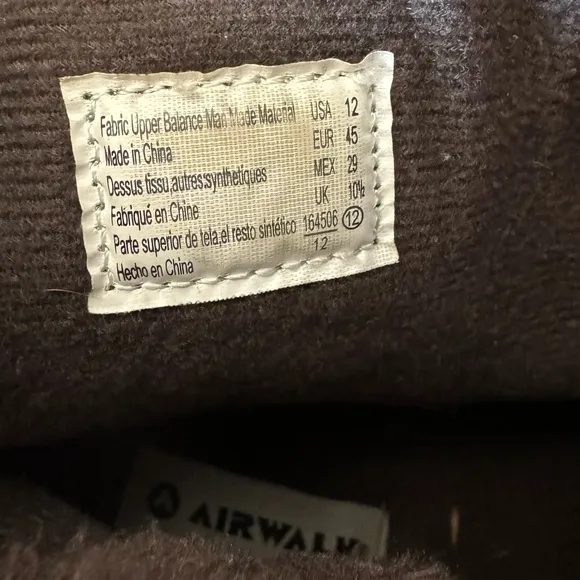 Fabric Upper Balance Man Made Material USA 12
Made in China EUR 45
Dessus tissu,autres:synthetiques MEX 29
Fabriqué en Chine UK 10½
Parte superior de tela,el resto sintético 164506 12
Hecho en China 12
AIRWALK